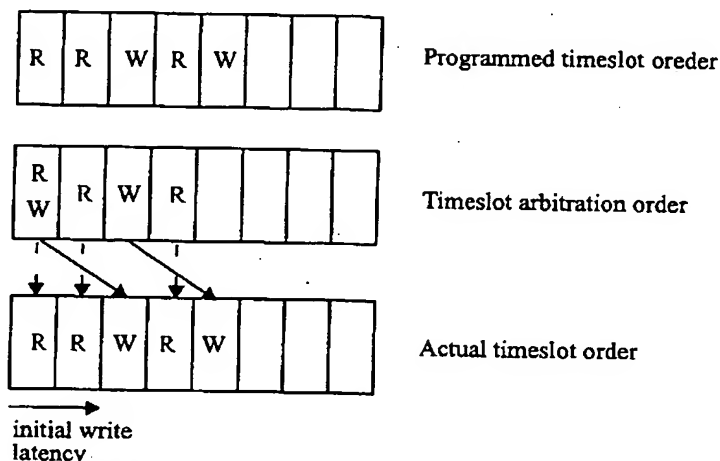 R R W R W
Programmed timeslot oreder
R
W R W R
Timeslot arbitration order
R R W R W
Actual timeslot order
initial write
latency